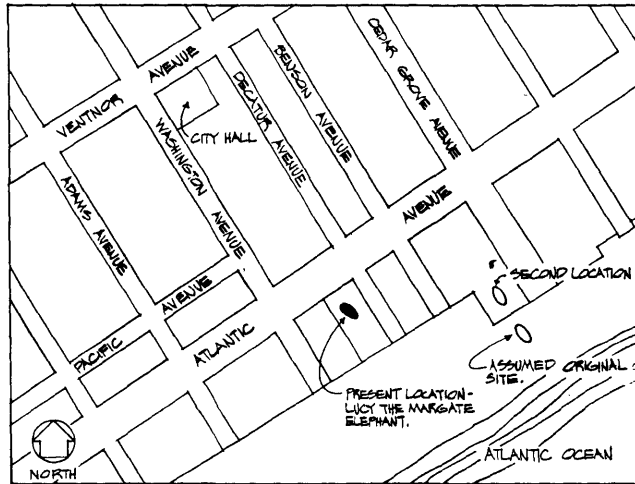 VENTNOR AVENUE
CITY HALL
ADAMS AVENUE
WASHINGTON AVENUE
DECATUR AVENUE
BENSON AVENUE
CEDAR GROVE AVENUE
PACIFIC AVENUE
ATLANTIC AVENUE
SECOND LOCATION
ASSUMED ORIGINAL
SITE.
PRESENT LOCATION-
LUCY THE MARGATE
ELEPHANT.
ATLANTIC OCEAN
NORTH